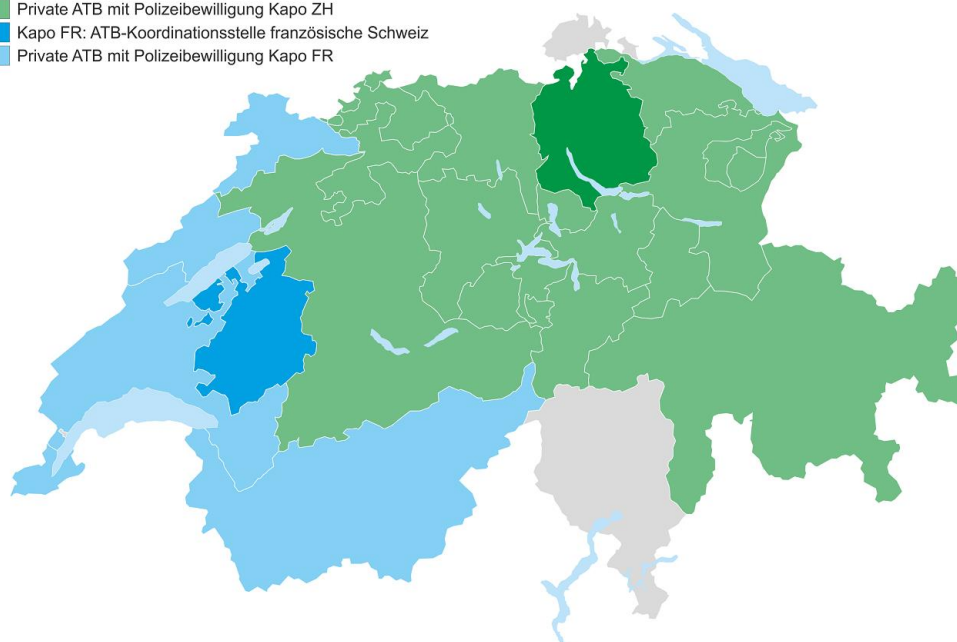 Private ATB mit Polizeibewilligung Kapo ZH
Kapo FR: ATB-Koordinationsstelle französische Schweiz
Private ATB mit Polizeibewilligung Kapo FR